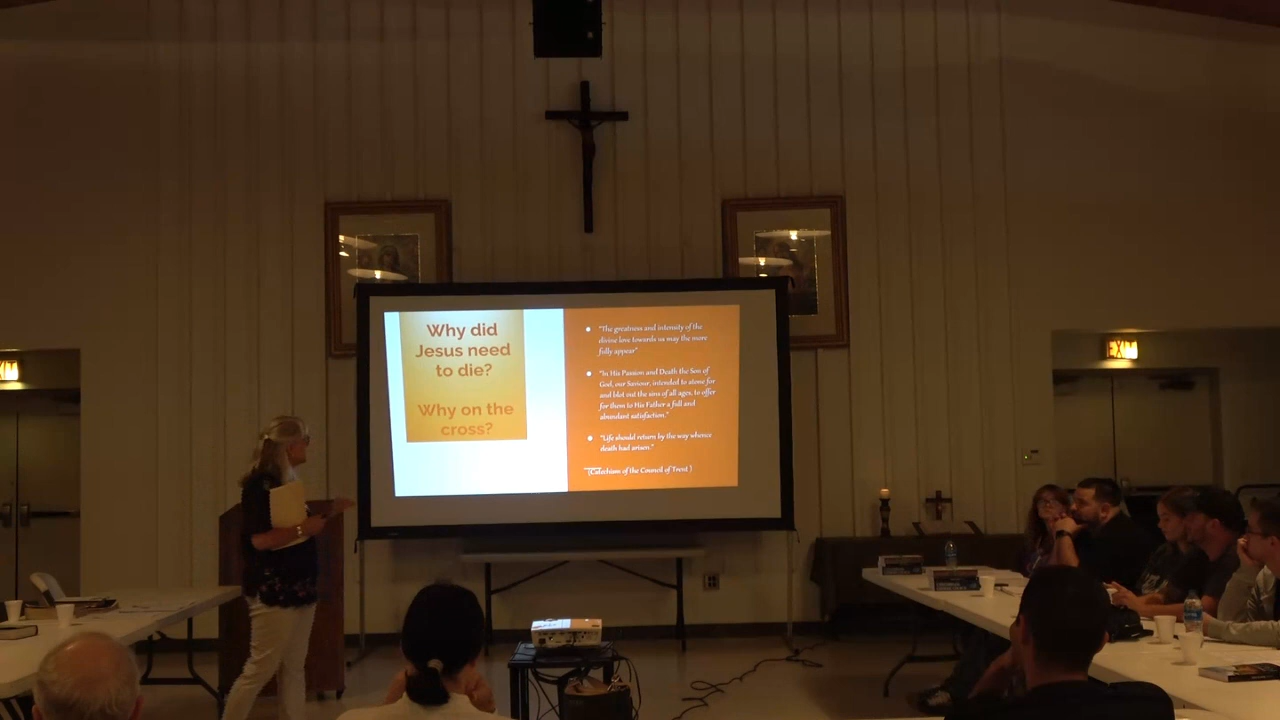 EXIT
EXIT
Why did
Jesus need
to die?
Why on the
cross?
"The greatness and intensity of the
divine love towards us may the more
fully appear"
"In His Passion and Death the Son of
God, our Saviour, intended to atone for
and blot out the sins of all ages, to offer
for them to His Father a full and
abundant satisfaction."
"Life should return by the way whence
death had arisen."
(Catechism of the Council of Trent )